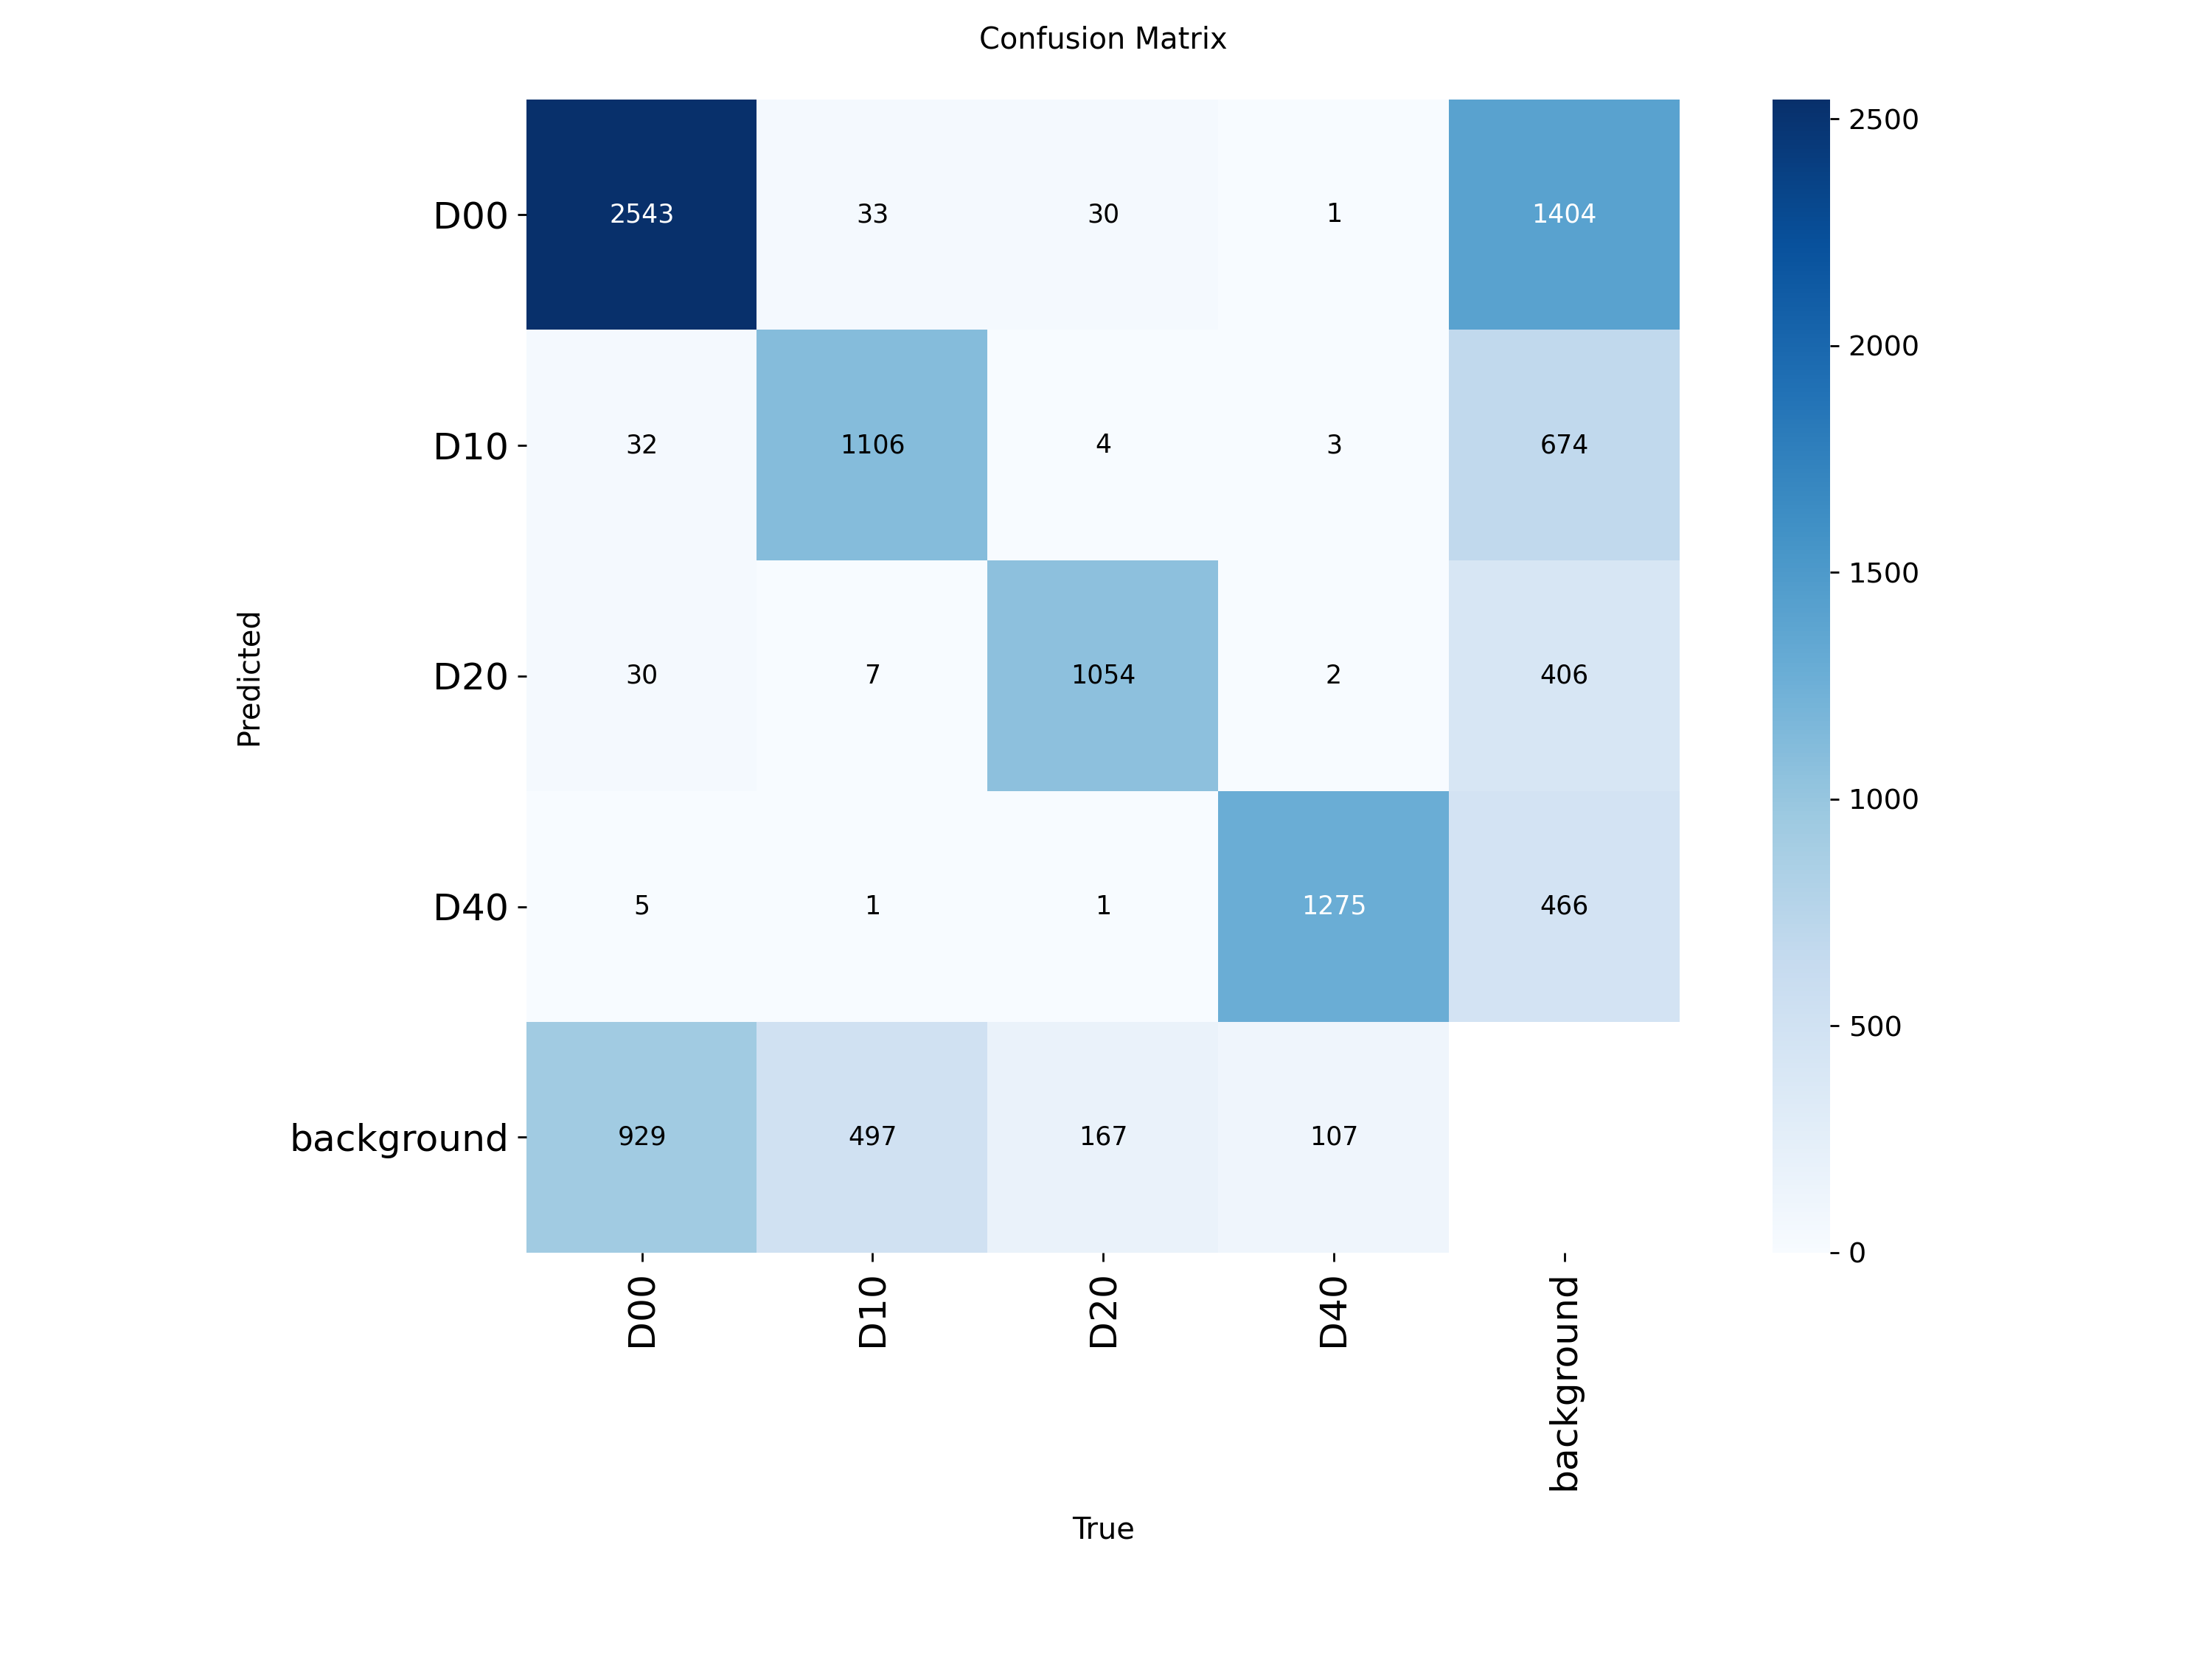 Confusion Matrix
D00 2543 33 30 1 1404
D10 32 1106 4 3 674
D20 30 7 1054 2 406
D40 5 1 1 1275 466
background 929 497 167 107
D00 D10 D20 D40 background
Predicted
True
2500
2000
1500
1000
500
0